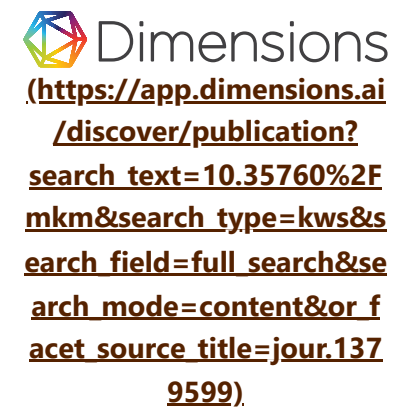 Dimensions
(https://app.dimensions.ai
/discover/publication?
search_text=10.35760%2F
mkm&search_type=kws&s
earch_field=full_search&se
arch_mode=content&or_f
acet_source_title=jour.137
9599)